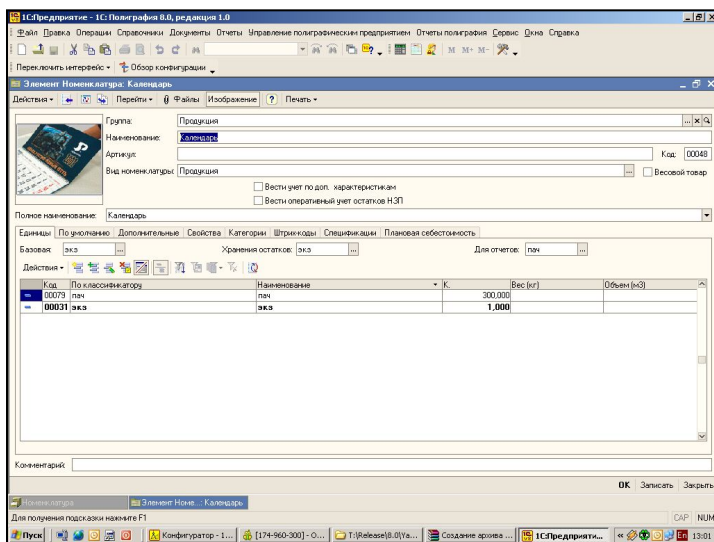 1С:Предприятие - 1С: Полиграфия 8.0, редакция 1.0
Файл Правка Операции Справочники Документы Отчеты Управление полиграфическим предприятием Отчеты полиграфия Сервис Окна Справка
M M+ M-
Переключить интерфейс Обзор конфигурации
Элемент Номенклатура: Календарь
Действия Перейти Файлы Изображение ? Печать
Группа: Продукция
Наименование: Календарь
Артикул: Код: 00048
Вид номенклатуры: Продукция Весовой товар
Вести учет по доп. характеристикам
Вести оперативный учет остатков НЗП
Полное наименование: Календарь
Единицы По умолчанию Дополнительные Свойства Категории Штрих-коды Спецификации Плановая себестоимость
Базовая: экз ... Хранения остатков: экз ... Для отчетов: пач ...
Действия
Код По классификатору Наименование К. Вес (кг) Объем (м3)
00079 пач пач 300,000
00031 экз экз 1,000
Комментарий:
OK Записать Закрыть
Номенклатура Элемент Номе...: Календарь
Для получения подсказки нажмите F1 CAP NUM
Пуск Конфигуратор - 1... [174-960-300] - О... T:\Release\8.0\Ya... Создание архива ... 1С:Предприяти... En 13:01